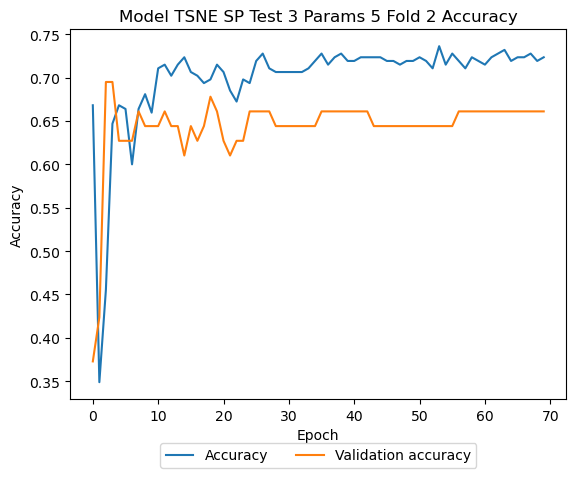 Model TSNE SP Test 3 Params 5 Fold 2 Accuracy
0.75
0.70
0.65
0.60
0.55
0.50
0.45
0.40
0.35
Accuracy
0 10 20 30 40 50 60 70
Epoch
Accuracy Validation accuracy